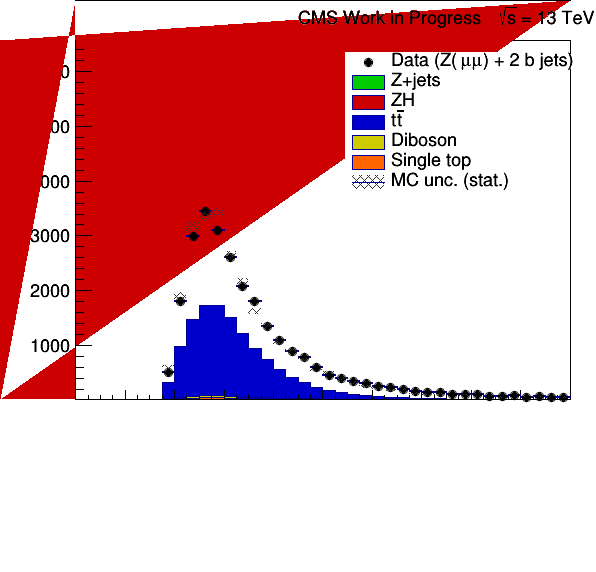 CMS Work in Progress √s = 13 TeV
Data (Z(μμ) + 2 b jets)
Z+jets
ZH
tt̅
Diboson
Single top
MC unc. (stat.)
3000
2000
1000